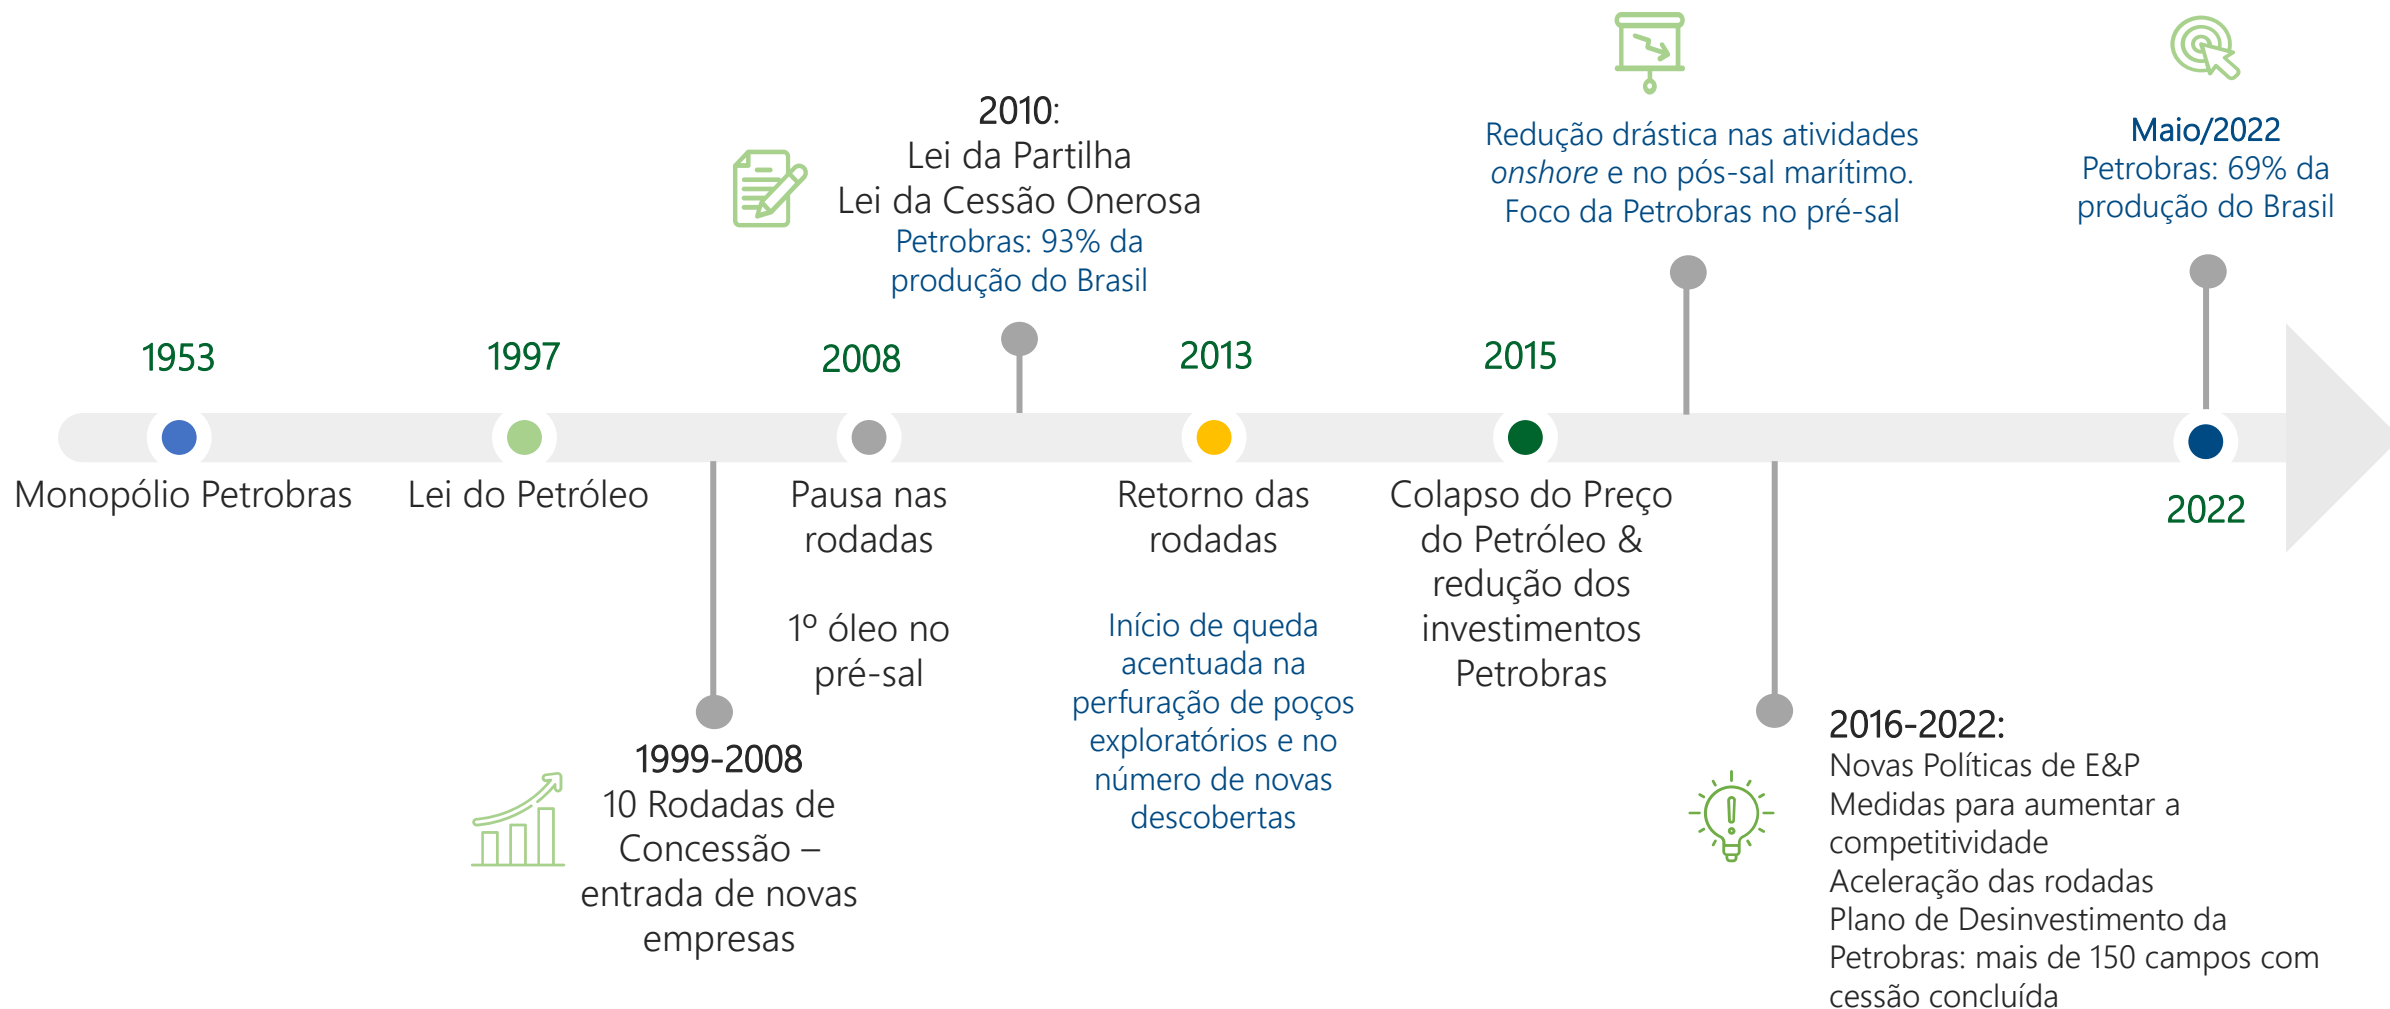 1953
Monopólio Petrobras
1997
Lei do Petróleo
1999-2008
10 Rodadas de
Concessão –
entrada de novas
empresas
2008
Pausa nas
rodadas
1º óleo no
pré-sal
2010:
Lei da Partilha
Lei da Cessão Onerosa
Petrobras: 93% da
produção do Brasil
2013
Retorno das
rodadas
Início de queda
acentuada na
perfuração de poços
exploratórios e no
número de novas
descobertas
2015
Colapso do Preço
do Petróleo &
redução dos
investimentos
Petrobras
Redução drástica nas atividades
onshore e no pós-sal marítimo.
Foco da Petrobras no pré-sal
2016-2022:
Novas Políticas de E&P
Medidas para aumentar a
competitividade
Aceleração das rodadas
Plano de Desinvestimento da
Petrobras: mais de 150 campos com
cessão concluída
Maio/2022
Petrobras: 69% da
produção do Brasil
2022